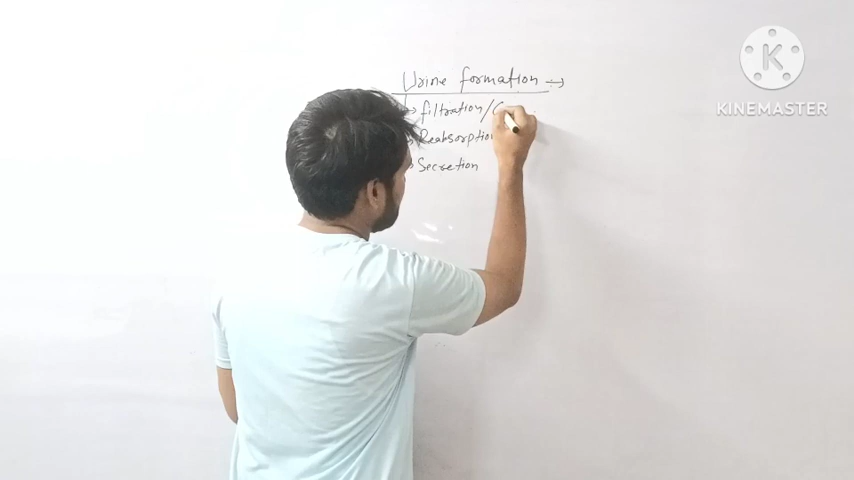 Urine formation →
→ filtration/
Reabsorption
Secretion
K
KINEMASTER